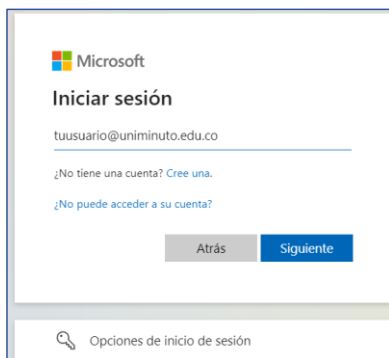 Microsoft
Iniciar sesión
tuusuario@uniminuto.edu.co
¿No tiene una cuenta? Cree una.
¿No puede acceder a su cuenta?
Atrás Siguiente
Opciones de inicio de sesión